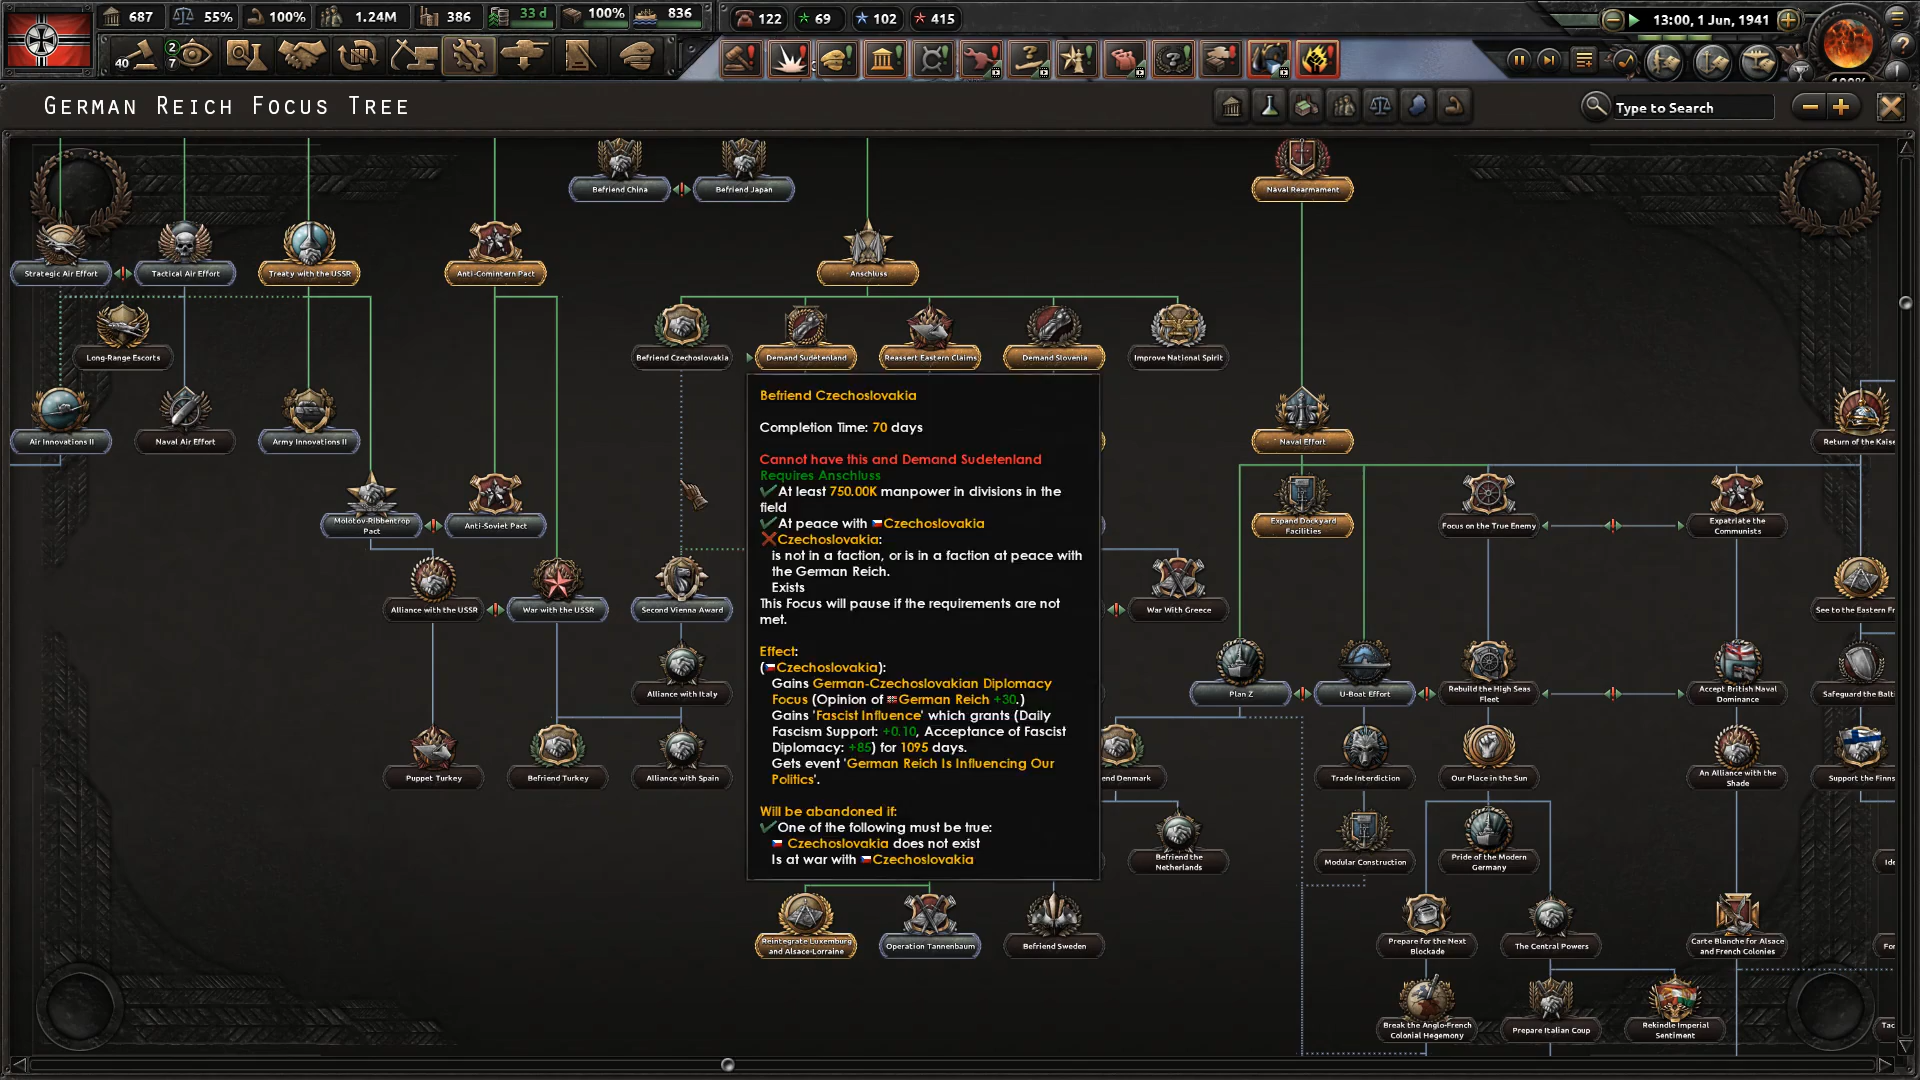 687
55%
100%
1.24M
386
33 d
100%
836
122
69
102
415
13:00, 1 Jun, 1941
40
2
7
100%
German Reich Focus Tree
Type to Search
Befriend China
Befriend Japan
Naval Rearmament
Strategic Air Effort
Tactical Air Effort
Treaty with the USSR
Anti-Comintern Pact
Anschluss
Long-Range Escorts
Befriend Czechoslovakia
Demand Sudetenland
Reassert Eastern Claims
Demand Slovenia
Improve National Spirit
Air Innovations II
Naval Air Effort
Army Innovations II
Naval Effort
Return of the Kaise
Befriend Czechoslovakia
Completion Time: 70 days
Cannot have this and Demand Sudetenland
Requires Anschluss
At least 750.00K manpower in divisions in the
field
At peace with Czechoslovakia
Czechoslovakia:
is not in a faction, or is in a faction at peace with
the German Reich.
Exists
This Focus will pause if the requirements are not
met.
Effect:
(Czechoslovakia):
Gains German-Czechoslovakian Diplomacy
Focus (Opinion of German Reich +30.)
Gains 'Fascist Influence' which grants (Daily
Fascism Support: +0.10, Acceptance of Fascist
Diplomacy: +85) for 1095 days.
Gets event 'German Reich Is Influencing Our
Politics'.
Will be abandoned if:
One of the following must be true:
Czechoslovakia does not exist
Is at war with Czechoslovakia
Molotov-Ribbentrop
Pact
Anti-Soviet Pact
Expand Dockyard
Facilities
Focus on the True Enemy
Expatriate the
Communists
Alliance with the USSR
War with the USSR
Second Vienna Award
War With Greece
See to the Eastern Fr
Alliance with Italy
Plan Z
U-Boat Effort
Rebuild the High Seas
Fleet
Accept British Naval
Dominance
Safeguard the Balt
Puppet Turkey
Befriend Turkey
Alliance with Spain
end Denmark
Trade Interdiction
Our Place in the Sun
An Alliance with the
Shade
Support the Finns
Befriend the
Netherlands
Modular Construction
Pride of the Modern
Germany
Ide
Reintegrate Luxemburg
and Alsace-Lorraine
Operation Tannenbaum
Befriend Sweden
Prepare for the Next
Blockade
The Central Powers
Carte Blanche for Alsace
and French Colonies
For
Break the Anglo-French
Colonial Hegemony
Prepare Italian Coup
Rekindle Imperial
Sentiment
Tac